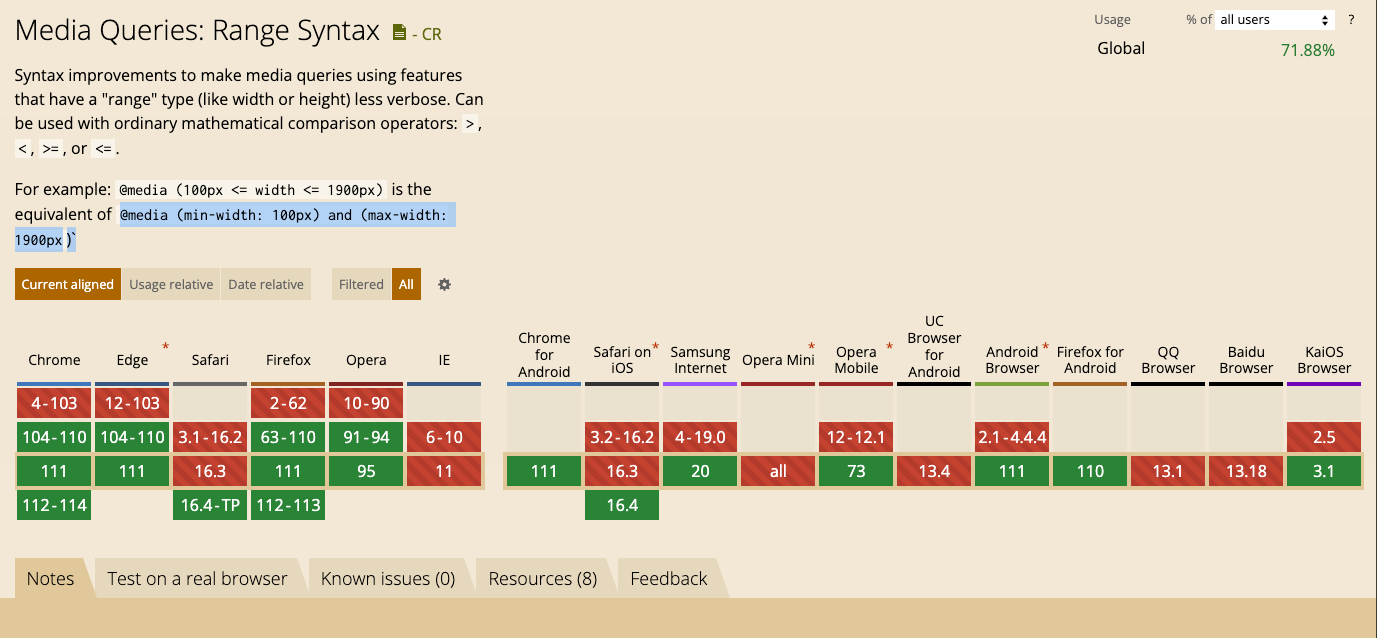 Media Queries: Range Syntax - CR
Usage % of all users ?
Global 71.88%
Syntax improvements to make media queries using features
that have a "range" type (like width or height) less verbose. Can
be used with ordinary mathematical comparison operators: >,
<, >=, or <=.
For example: @media (100px <= width <= 1900px) is the
equivalent of @media (min-width: 100px) and (max-width:
1900px)`
Current aligned Usage relative Date relative Filtered All
Chrome Edge * Safari Firefox Opera IE Chrome for Android Safari on iOS * Samsung Internet Opera Mini * Opera Mobile * UC Browser for Android Android Browser * Firefox for Android QQ Browser Baidu Browser KaiOS Browser
4-103 12-103 2-62 10-90
104-110 104-110 3.1-16.2 63-110 91-94 6-10 3.2-16.2 4-19.0 12-12.1 2.1-4.4.4 2.5
111 111 16.3 111 95 11 111 16.3 20 all 73 13.4 111 110 13.1 13.18 3.1
112-114 16.4-TP 112-113 16.4
Notes Test on a real browser Known issues (0) Resources (8) Feedback